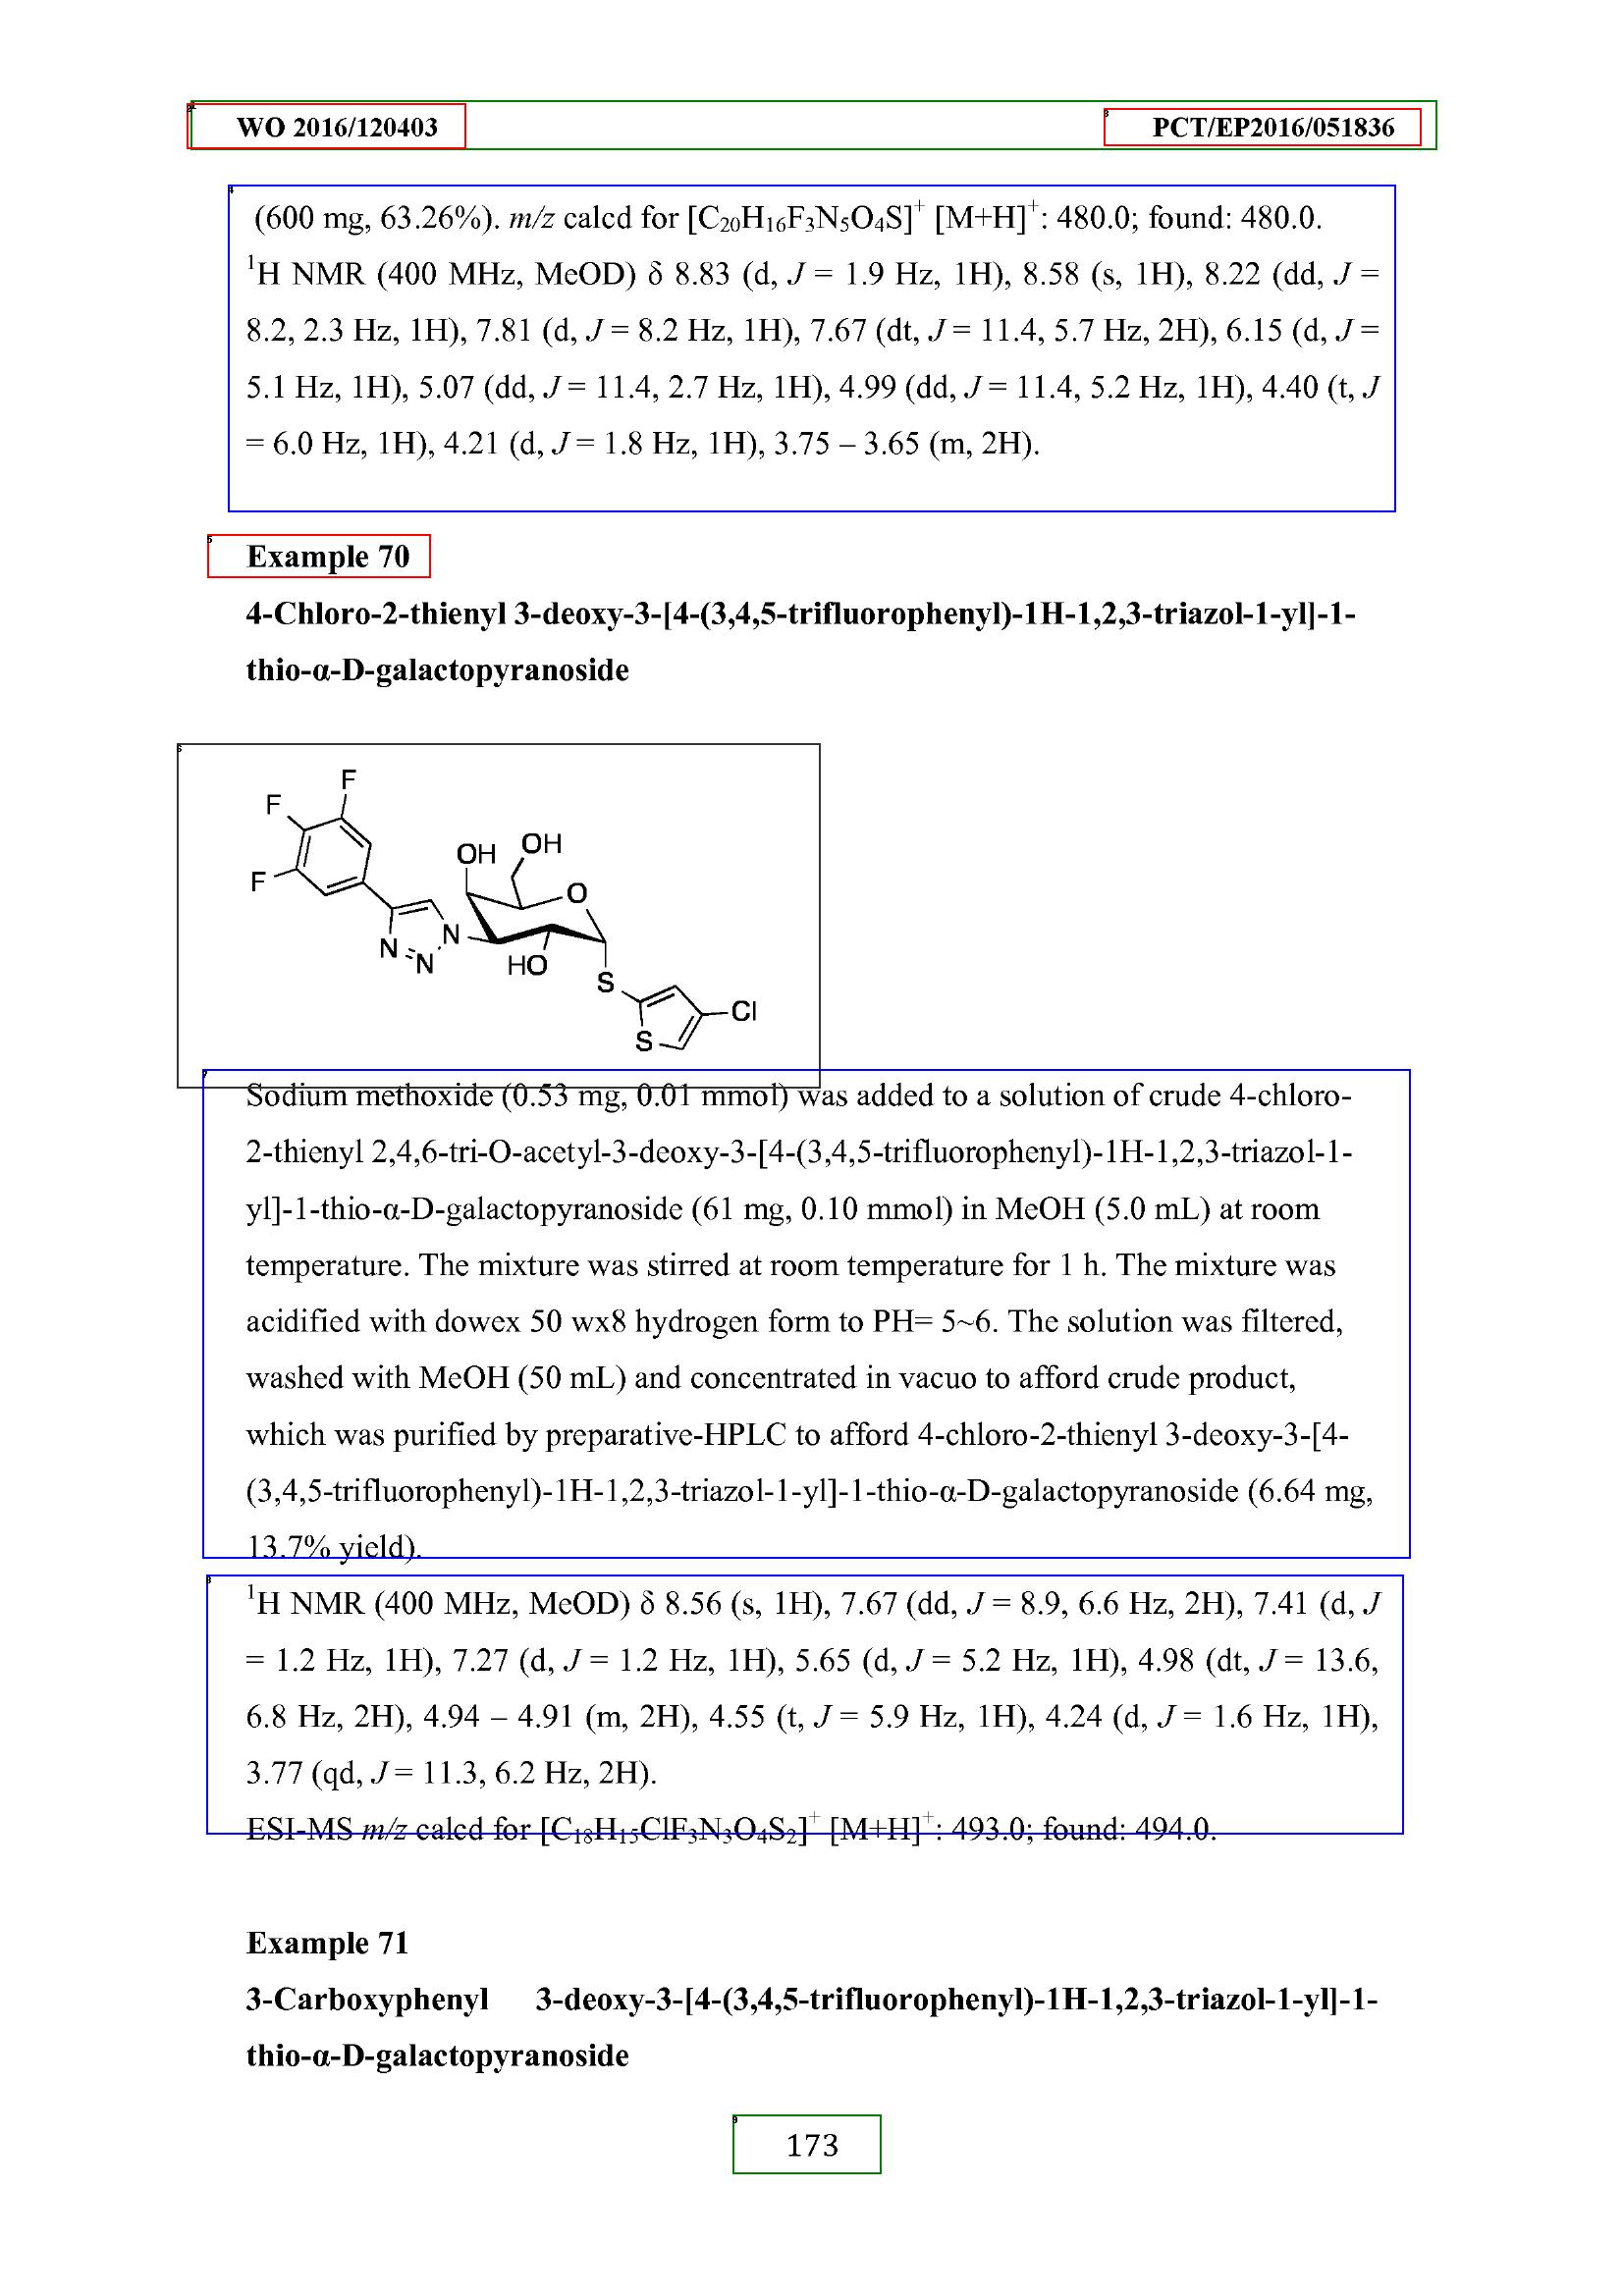 WO 2016/120403 PCT/EP2016/051836
(600 mg, 63.26%). m/z calcd for [C₂₀H₁₆F₃N₅O₄S]⁺ [M+H]⁺: 480.0; found: 480.0.
¹H NMR (400 MHz, MeOD) δ 8.83 (d, J = 1.9 Hz, 1H), 8.58 (s, 1H), 8.22 (dd, J =
8.2, 2.3 Hz, 1H), 7.81 (d, J = 8.2 Hz, 1H), 7.67 (dt, J = 11.4, 5.7 Hz, 2H), 6.15 (d, J =
5.1 Hz, 1H), 5.07 (dd, J = 11.4, 2.7 Hz, 1H), 4.99 (dd, J = 11.4, 5.2 Hz, 1H), 4.40 (t, J
= 6.0 Hz, 1H), 4.21 (d, J = 1.8 Hz, 1H), 3.75 – 3.65 (m, 2H).
Example 70
4-Chloro-2-thienyl 3-deoxy-3-[4-(3,4,5-trifluorophenyl)-1H-1,2,3-triazol-1-yl]-1-
thio-α-D-galactopyranoside
F
F
OH
OH
F
O
N
N
N
HO
S
Cl
S
Sodium methoxide (0.53 mg, 0.01 mmol) was added to a solution of crude 4-chloro-
2-thienyl 2,4,6-tri-O-acetyl-3-deoxy-3-[4-(3,4,5-trifluorophenyl)-1H-1,2,3-triazol-1-
yl]-1-thio-α-D-galactopyranoside (61 mg, 0.10 mmol) in MeOH (5.0 mL) at room
temperature. The mixture was stirred at room temperature for 1 h. The mixture was
acidified with dowex 50 wx8 hydrogen form to PH= 5~6. The solution was filtered,
washed with MeOH (50 mL) and concentrated in vacuo to afford crude product,
which was purified by preparative-HPLC to afford 4-chloro-2-thienyl 3-deoxy-3-[4-
(3,4,5-trifluorophenyl)-1H-1,2,3-triazol-1-yl]-1-thio-α-D-galactopyranoside (6.64 mg,
13.7% yield).
¹H NMR (400 MHz, MeOD) δ 8.56 (s, 1H), 7.67 (dd, J = 8.9, 6.6 Hz, 2H), 7.41 (d, J
= 1.2 Hz, 1H), 7.27 (d, J = 1.2 Hz, 1H), 5.65 (d, J = 5.2 Hz, 1H), 4.98 (dt, J = 13.6,
6.8 Hz, 2H), 4.94 – 4.91 (m, 2H), 4.55 (t, J = 5.9 Hz, 1H), 4.24 (d, J = 1.6 Hz, 1H),
3.77 (qd, J = 11.3, 6.2 Hz, 2H).
ESI-MS m/z calcd for [C₁₈H₁₅ClF₃N₃O₄S₂]⁺ [M+H]⁺: 493.0; found: 494.0.
Example 71
3-Carboxyphenyl 3-deoxy-3-[4-(3,4,5-trifluorophenyl)-1H-1,2,3-triazol-1-yl]-1-
thio-α-D-galactopyranoside
173